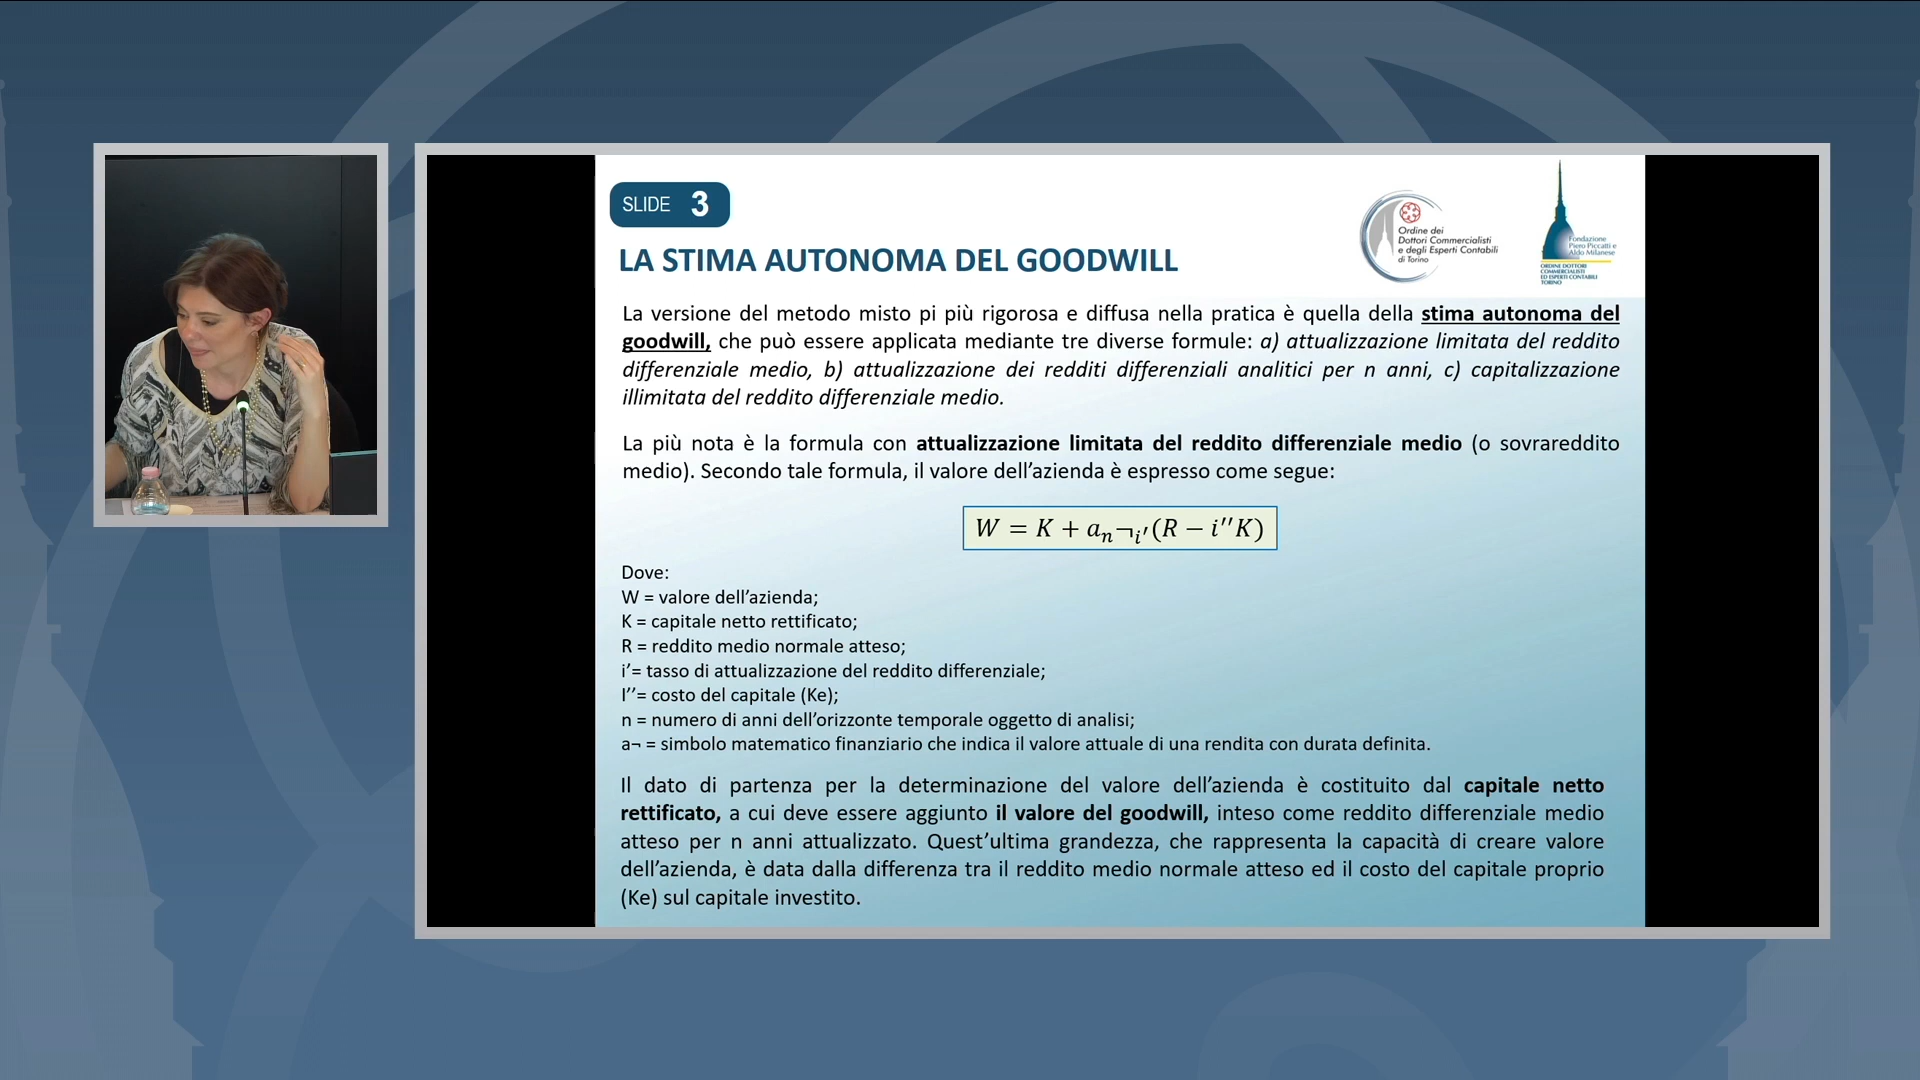 SLIDE 3
LA STIMA AUTONOMA DEL GOODWILL
Ordine dei
Dottori Commercialisti
e degli Esperti Contabili
di Torino
Fondazione
Piero Piccatti e
Aldo Milanese
ORDINE DOTTORI
COMMERCIALISTI
ED ESPERTI CONTABILI
TORINO
La versione del metodo misto pi più rigorosa e diffusa nella pratica è quella della stima autonoma del
goodwill, che può essere applicata mediante tre diverse formule: a) attualizzazione limitata del reddito
differenziale medio, b) attualizzazione dei redditi differenziali analitici per n anni, c) capitalizzazione
illimitata del reddito differenziale medio.
La più nota è la formula con attualizzazione limitata del reddito differenziale medio (o sovrareddito
medio). Secondo tale formula, il valore dell’azienda è espresso come segue:
W = K + aₙ¬ᵢ′(R − i′′K)
Dove:
W = valore dell’azienda;
K = capitale netto rettificato;
R = reddito medio normale atteso;
i’= tasso di attualizzazione del reddito differenziale;
I’’= costo del capitale (Ke);
n = numero di anni dell’orizzonte temporale oggetto di analisi;
a¬ = simbolo matematico finanziario che indica il valore attuale di una rendita con durata definita.
Il dato di partenza per la determinazione del valore dell’azienda è costituito dal capitale netto
rettificato, a cui deve essere aggiunto il valore del goodwill, inteso come reddito differenziale medio
atteso per n anni attualizzato. Quest’ultima grandezza, che rappresenta la capacità di creare valore
dell’azienda, è data dalla differenza tra il reddito medio normale atteso ed il costo del capitale proprio
(Ke) sul capitale investito.